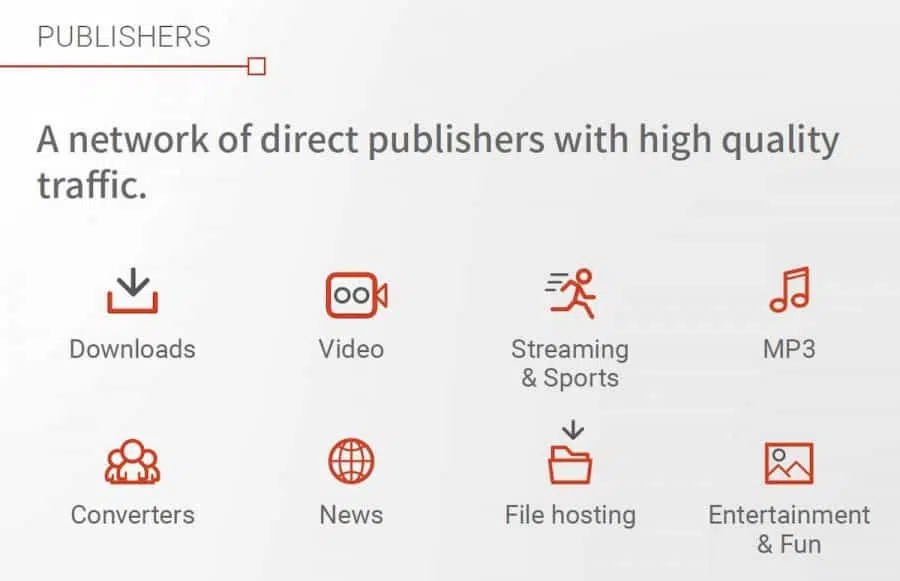 PUBLISHERS
A network of direct publishers with high quality
traffic.
Downloads
Video
Streaming
& Sports
MP3
Converters
News
File hosting
Entertainment
& Fun